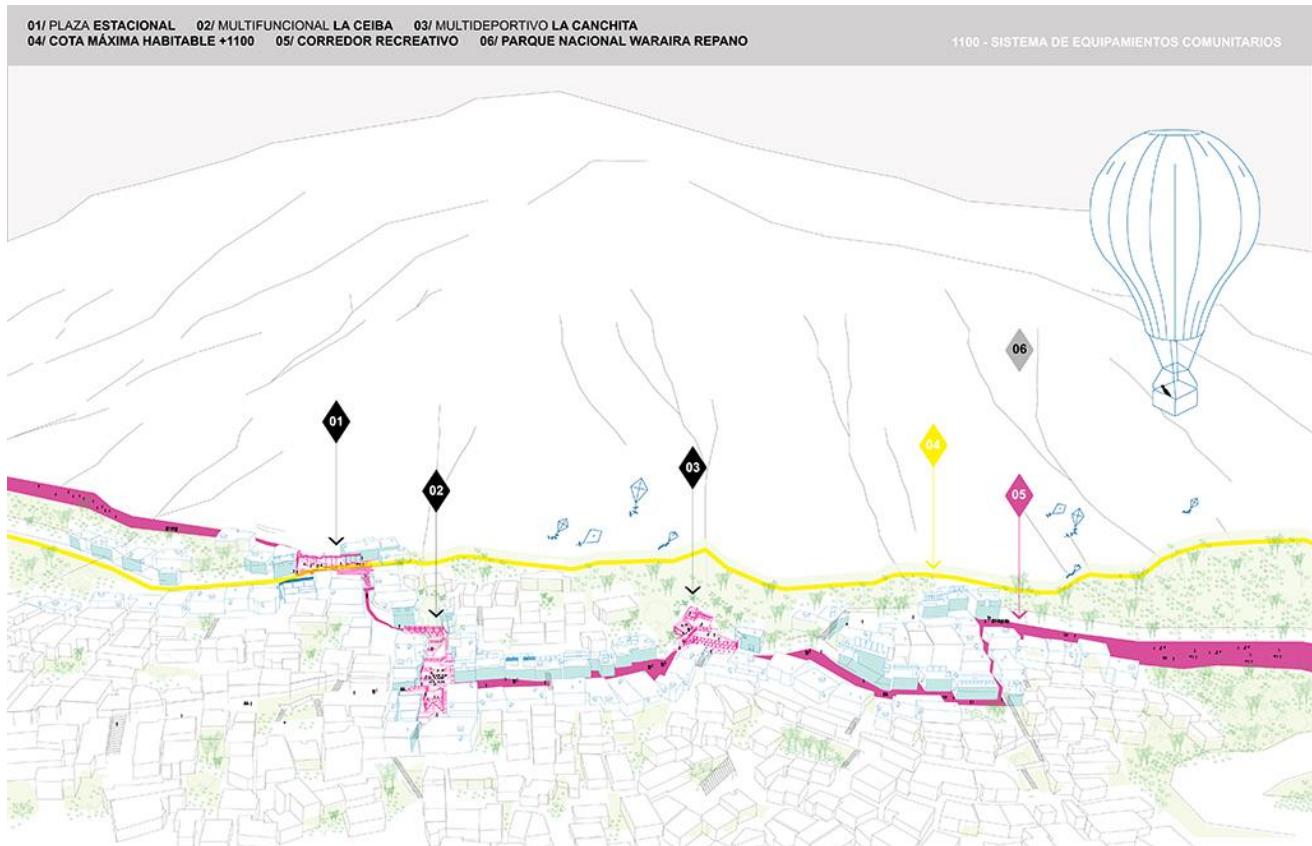 01/ PLAZA ESTACIONAL 02/ MULTIFUNCIONAL LA CEIBA 03/ MULTIDEPORTIVO LA CANCHITA
04/ COTA MÁXIMA HABITABLE +1100 05/ CORREDOR RECREATIVO 06/ PARQUE NACIONAL WARAIRA REPANO
1100 - SISTEMA DE EQUIPAMIENTOS COMUNITARIOS
06
01
04
03
02
05